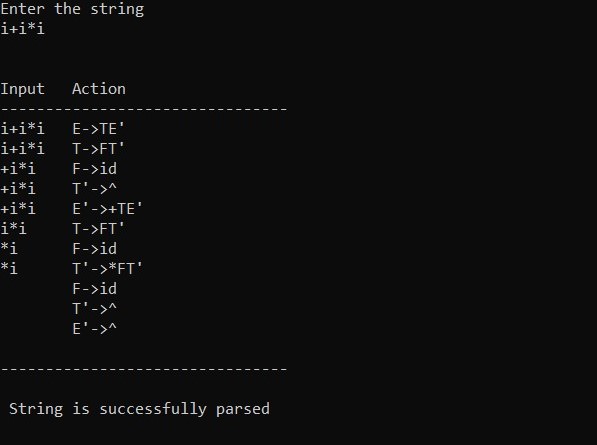 Enter the string
i+i*i
Input   Action
--------------------------------
i+i*i   E->TE'
i+i*i   T->FT'
+i*i    F->id
+i*i    T'->^
+i*i    E'->+TE'
i*i     T->FT'
*i      F->id
*i      T'->*FT'
        F->id
        T'->^
        E'->^
--------------------------------
 String is successfully parsed